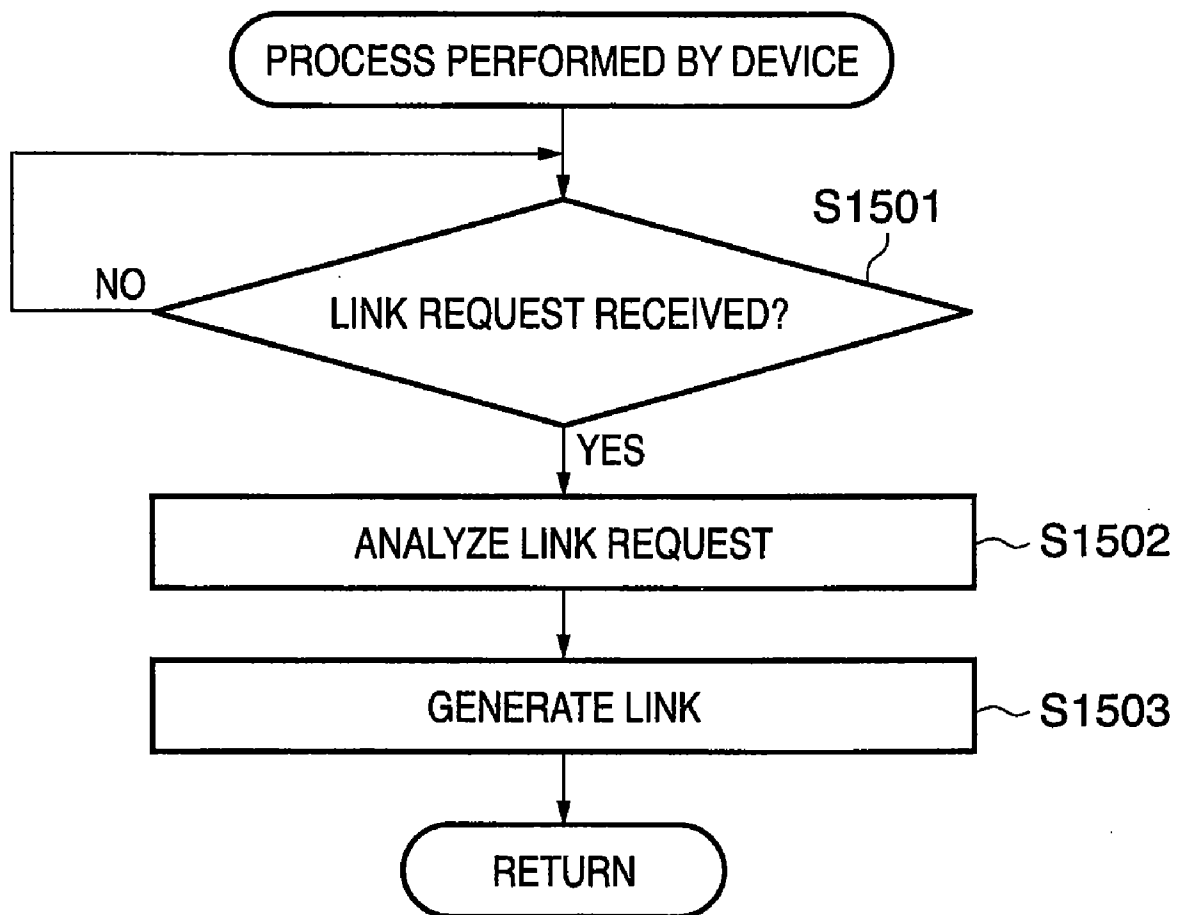 PROCESS PERFORMED BY DEVICE
S1501
NO
LINK REQUEST RECEIVED?
YES
ANALYZE LINK REQUEST
S1502
GENERATE LINK
S1503
RETURN